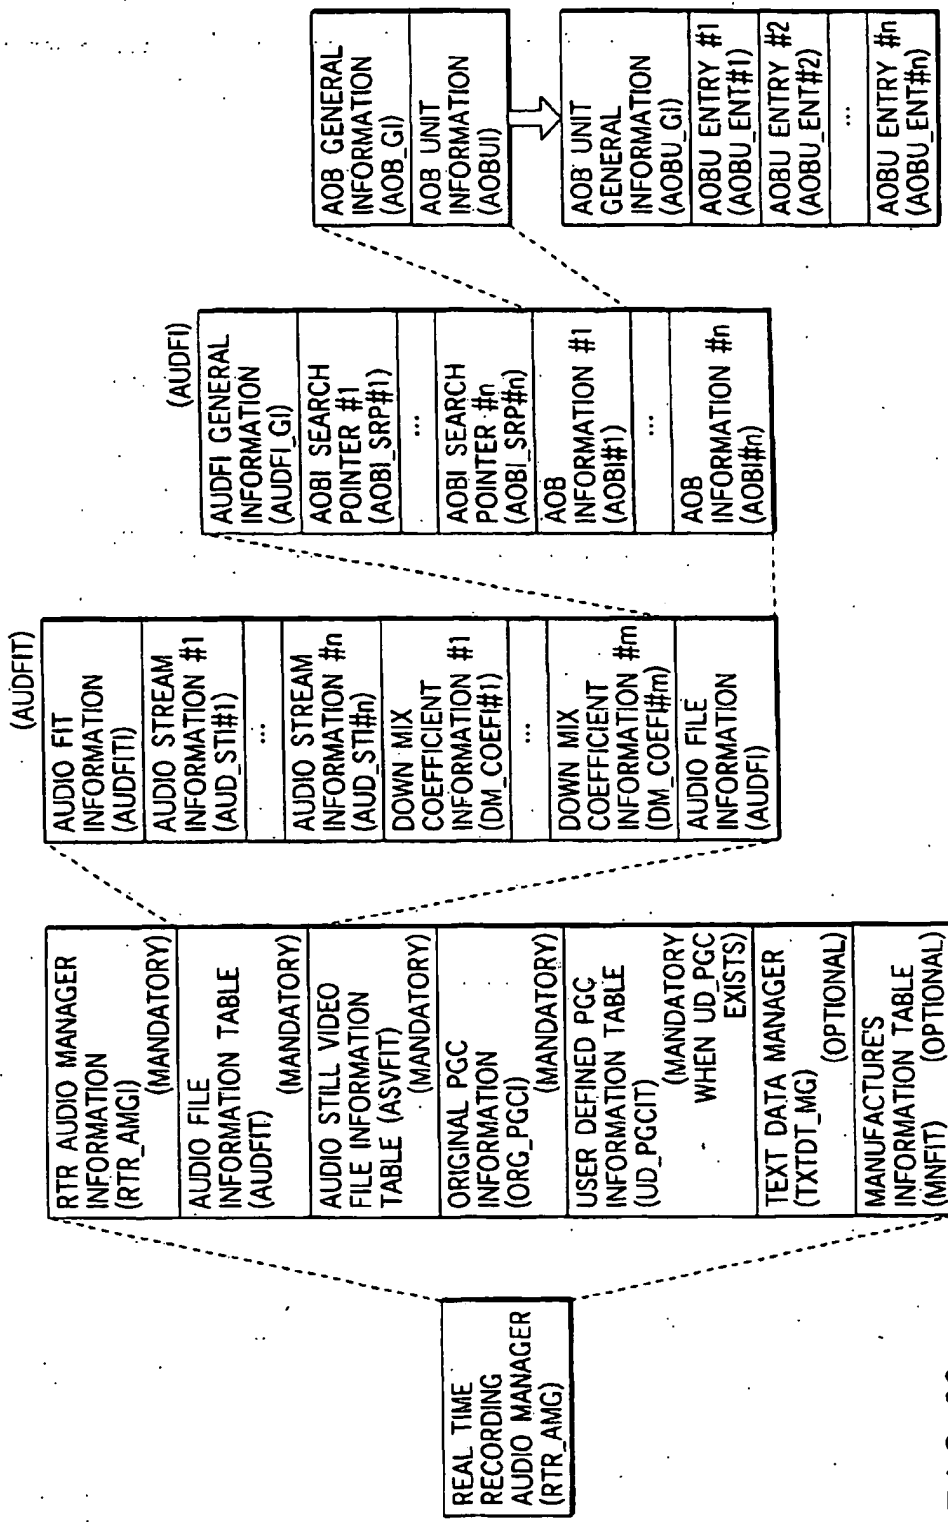 REAL TIME
RECORDING
AUDIO MANAGER
(RTR_AMG)
RTR AUDIO MANAGER
INFORMATION
(RTR_AMGI)
(MANDATORY)
AUDIO FILE
INFORMATION TABLE
(AUDFIT)
(MANDATORY)
AUDIO STILL VIDEO
FILE INFORMATION
TABLE (ASVFIT)
(MANDATORY)
ORIGINAL PGC
INFORMATION
(ORG_PGCI)
(MANDATORY)
USER DEFINED PGC
INFORMATION TABLE
(UD_PGCIT)
(MANDATORY
WHEN UD_PGC
EXISTS)
TEXT DATA MANAGER
(TXTDT_MG)
(OPTIONAL)
MANUFACTURE'S
INFORMATION TABLE
(MNFIT) (OPTIONAL)
(AUDFIT)
AUDIO FIT
INFORMATION
(AUDFITI)
AUDIO STREAM
INFORMATION #1
(AUD_STI#1)
...
AUDIO STREAM
INFORMATION #n
(AUD_STI#n)
DOWN MIX
COEFFICIENT
INFORMATION #1
(DM_COEFI#1)
...
DOWN MIX
COEFFICIENT
INFORMATION #m
(DM_COEFI#m)
AUDIO FILE
INFORMATION
(AUDFI)
(AUDFI)
AUDFI GENERAL
INFORMATION
(AUDFI_GI)
AOBI SEARCH
POINTER #1
(AOBI_SRP#1)
...
AOBI SEARCH
POINTER #n
(AOBI_SRP#n)
AOB
INFORMATION #1
(AOBI#1)
...
AOB
INFORMATION #n
(AOBI#n)
AOB GENERAL
INFORMATION
(AOB_GI)
AOB UNIT
INFORMATION
(AOBUI)
AOB UNIT
GENERAL
INFORMATION
(AOBU_GI)
AOBU ENTRY #1
(AOBU_ENT#1)
AOBU ENTRY #2
(AOBU_ENT#2)
...
AOBU ENTRY #n
(AOBU_ENT#n)